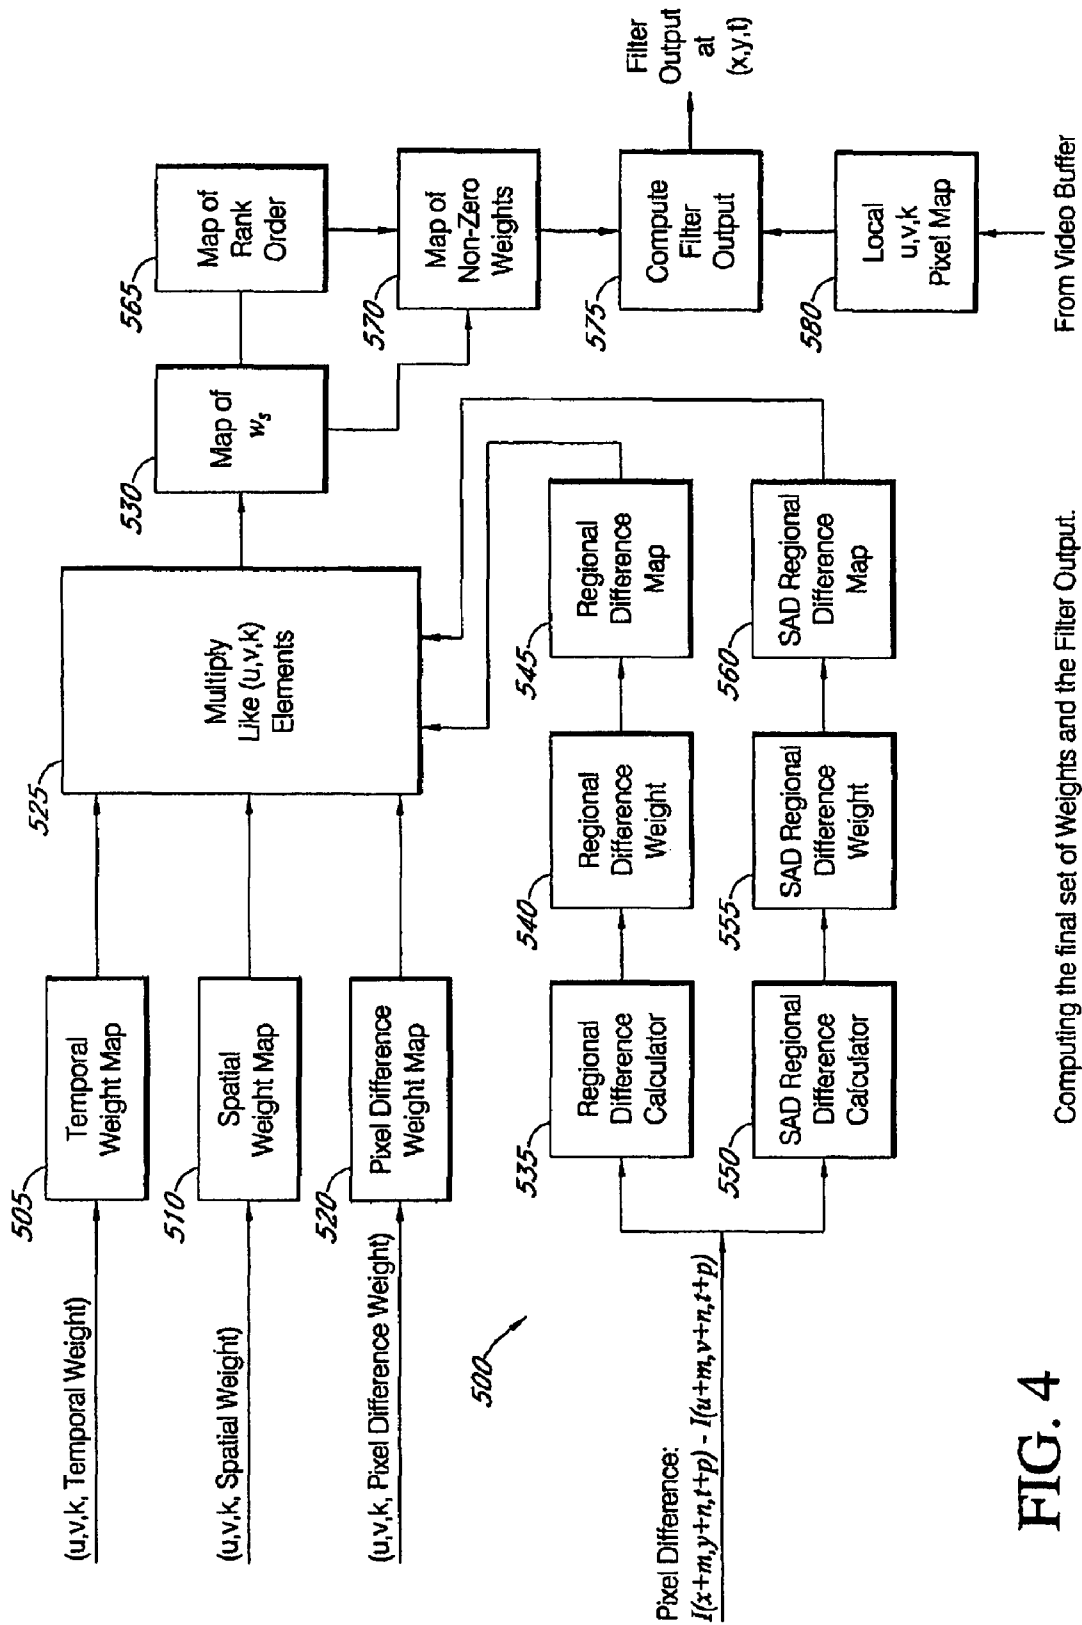 (u,v,k, Temporal Weight)
505
Temporal
Weight Map
(u,v,k, Spatial Weight)
510
Spatial
Weight Map
(u,v,k, Pixel Difference Weight)
520
Pixel Difference
Weight Map
525
Multiply
Like (u,v,k)
Elements
530
Map of
ws
565
Map of
Rank
Order
570
Map of
Non-Zero
Weights
575
Compute
Filter
Output
Filter
Output
at
(x,y,t)
580
Local
u,v,k
Pixel Map
From Video Buffer
500
Pixel Difference:
I(x+m,y+n,t+p) - I(u+m,v+n,t+p)
535
Regional
Difference
Calculator
540
Regional
Difference
Weight
545
Regional
Difference
Map
550
SAD Regional
Difference
Calculator
555
SAD Regional
Difference
Weight
560
SAD Regional
Difference
Map
Computing the final set of Weights and the Filter Output.
FIG. 4